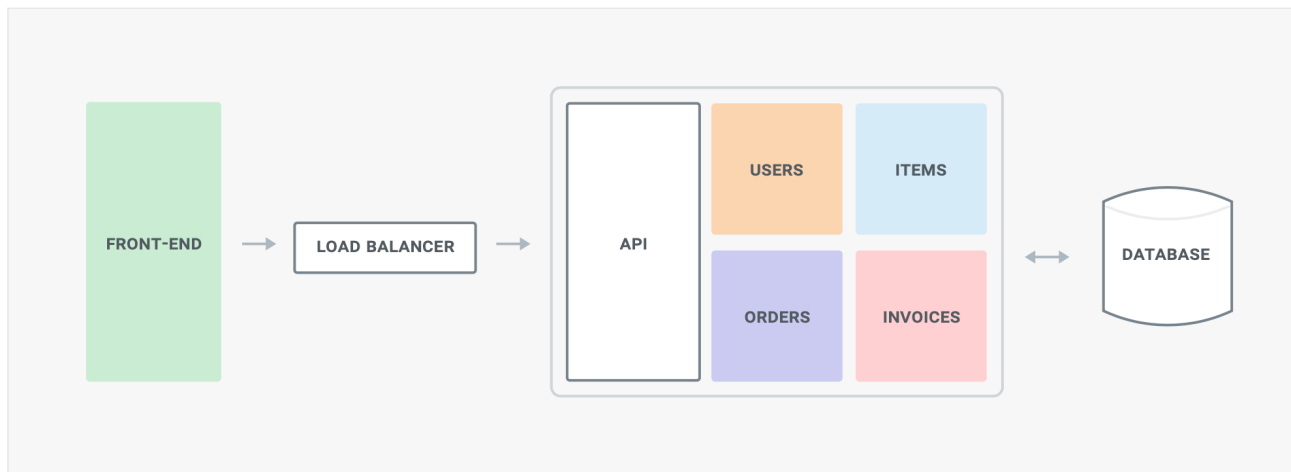 FRONT-END
LOAD BALANCER
API
USERS
ITEMS
ORDERS
INVOICES
DATABASE